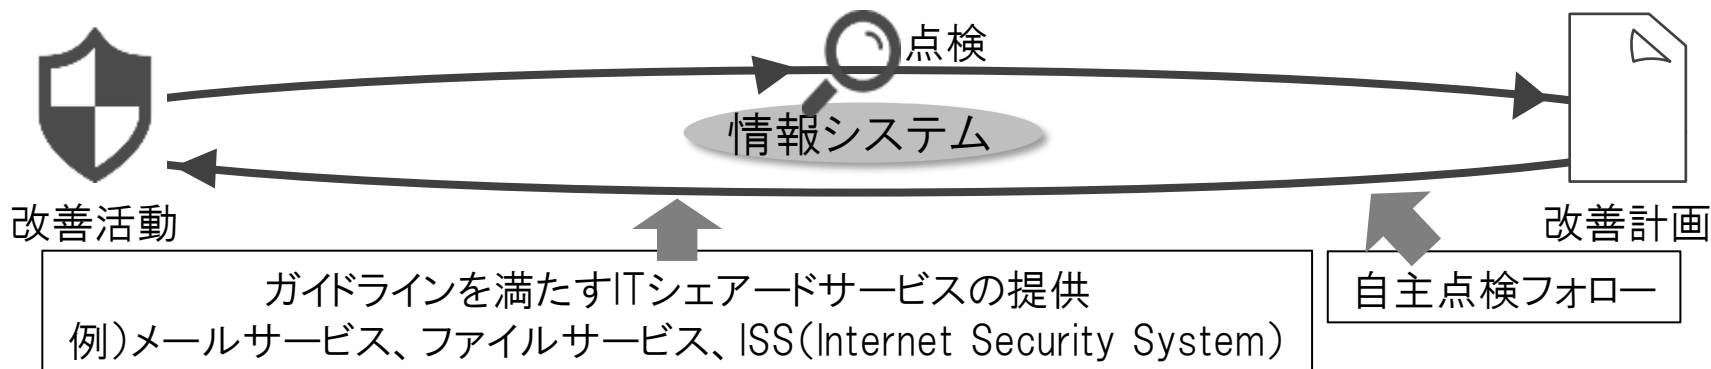 点検
情報システム
改善活動
改善計画
ガイドラインを満たすITシェアードサービスの提供
例)メールサービス、ファイルサービス、ISS(Internet Security System)
自主点検フォロー